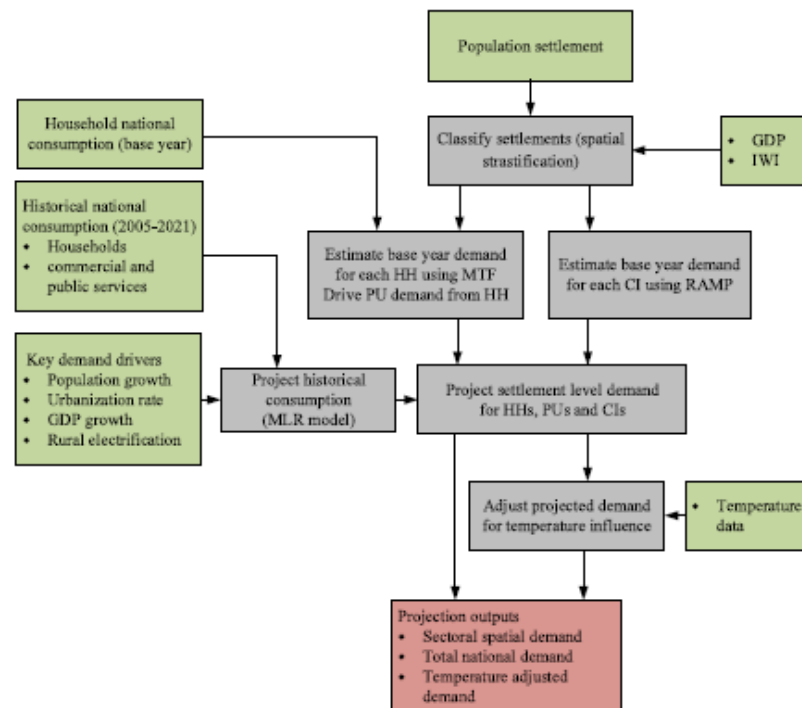 Population settlement
Household national
consumption (base year)
Classify settlements (spatial
strastification)
• GDP
• IWI
Historical national
consumption (2005-2021)
• Households
• commercial and
public services
Estimate base year demand
for each HH using MTF
Drive PU demand from HH
Estimate base year demand
for each CI using RAMP
Key demand drivers
• Population growth
• Urbanization rate
• GDP growth
• Rural electrification
Project historical
consumption
(MLR model)
Project settlement level demand
for HHs, PUs and CIs
Adjust projected demand
for temperature influence
• Temperature
data
Projection outputs
• Sectoral spatial demand
• Total national demand
• Temperature adjusted
demand